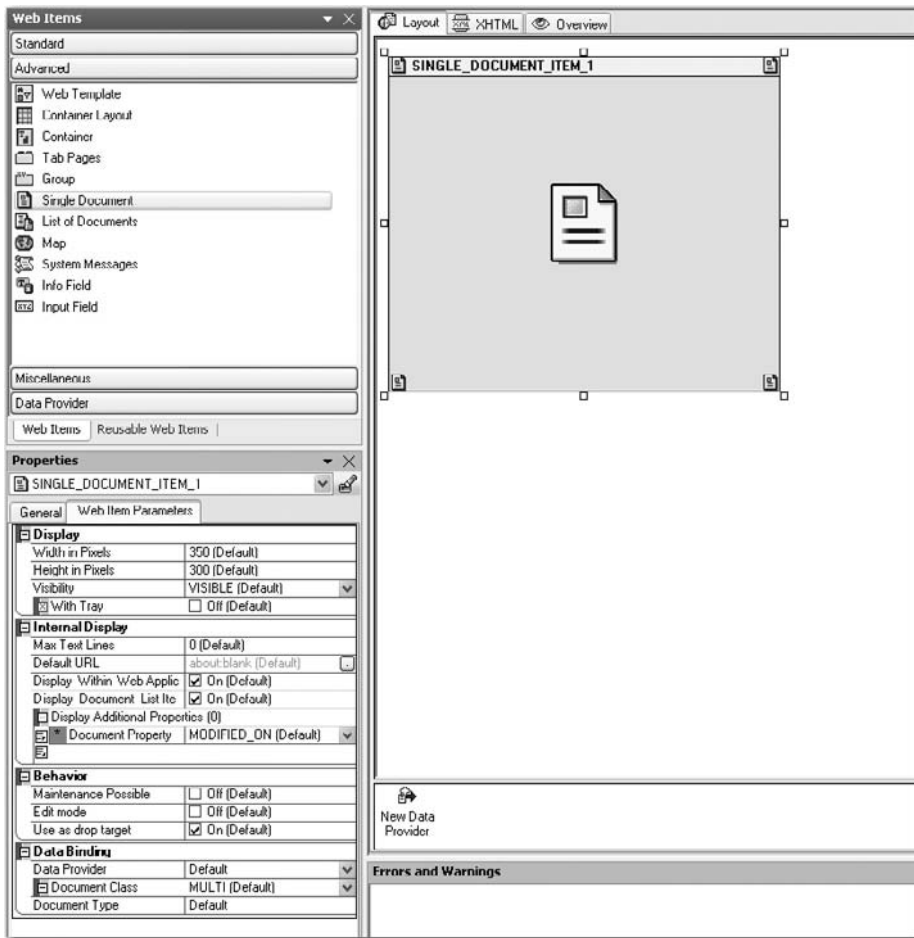 Web Items
Standard
Advanced
Web Template
Container Layout
Container
Tab Pages
Group
Single Document
List of Documents
Map
System Messages
Info Field
Input Field
Miscellaneous
Data Provider
Web Items Reusable Web Items
Properties
SINGLE_DOCUMENT_ITEM_1
General Web Item Parameters
Display
Width in Pixels 350 (Default)
Height in Pixels 300 (Default)
Visibility VISIBLE (Default)
With Tray Off (Default)
Internal Display
Max Text Lines 0 (Default)
Default URL about:blank (Default)
Display Within Web Applic On (Default)
Display Document List Ite On (Default)
Display Additional Properties (0)
* Document Property MODIFIED_ON (Default)
Behavior
Maintenance Possible Off (Default)
Edit mode Off (Default)
Use as drop target On (Default)
Data Binding
Data Provider Default
Document Class MULTI (Default)
Document Type Default
Layout XHTML Overview
SINGLE_DOCUMENT_ITEM_1
New Data
Provider
Errors and Warnings